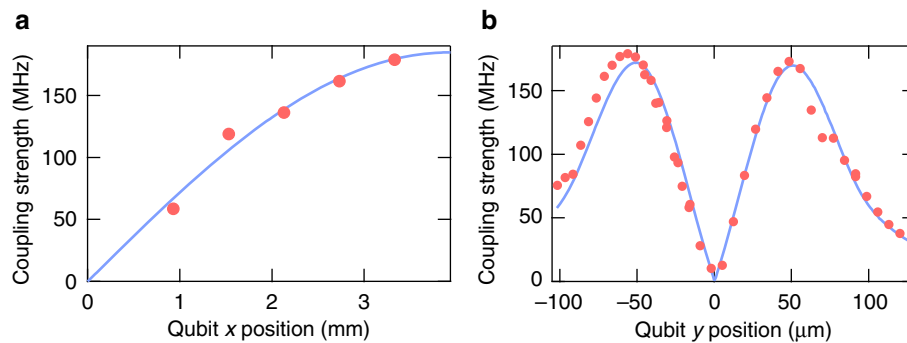 a
Coupling strength (MHz)
150
100
50
0
0 1 2 3
Qubit x position (mm)
b
Coupling strength (MHz)
150
100
50
0
−100 −50 0 50 100
Qubit y position (μm)